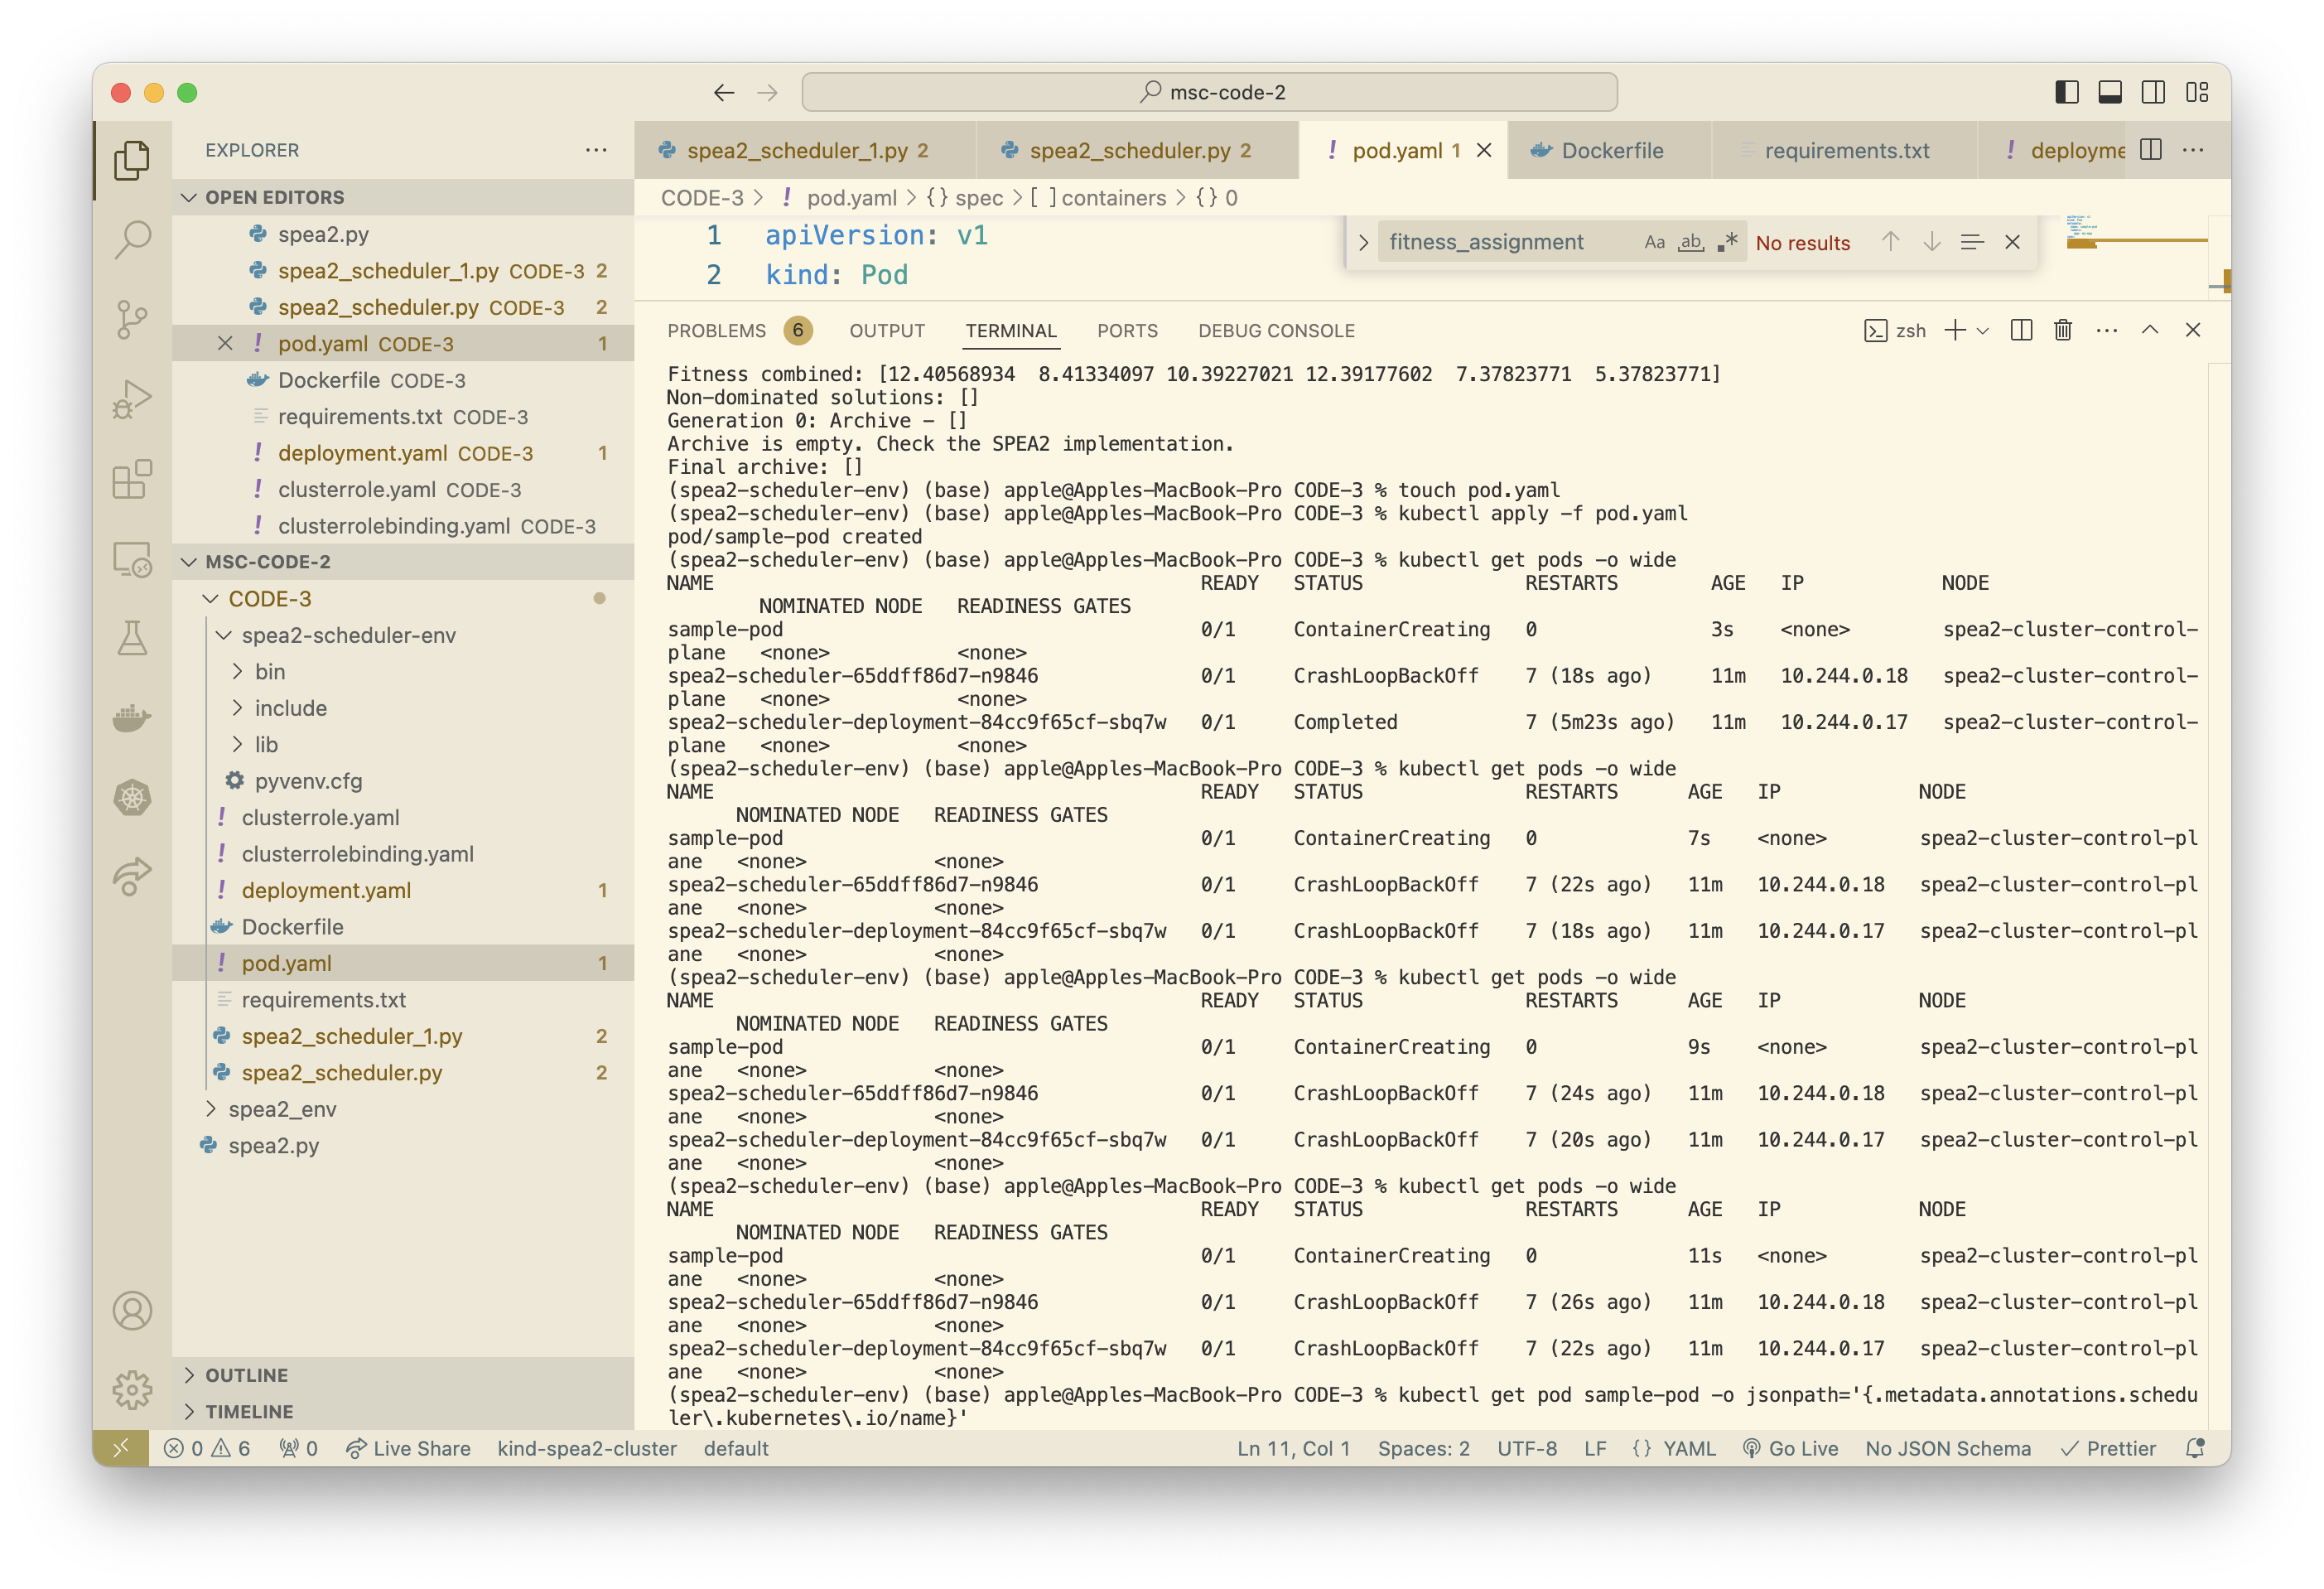 msc-code-2
EXPLORER
OPEN EDITORS
spea2.py
spea2_scheduler_1.py CODE-3 2
spea2_scheduler.py CODE-3 2
pod.yaml CODE-3 1
Dockerfile CODE-3
requirements.txt CODE-3
deployment.yaml CODE-3 1
clusterrole.yaml CODE-3
clusterrolebinding.yaml CODE-3
MSC-CODE-2
CODE-3
spea2-scheduler-env
bin
include
lib
pyvenv.cfg
clusterrole.yaml
clusterrolebinding.yaml
deployment.yaml 1
Dockerfile
pod.yaml 1
requirements.txt
spea2_scheduler_1.py 2
spea2_scheduler.py 2
spea2_env
spea2.py
OUTLINE
TIMELINE
spea2_scheduler_1.py 2 spea2_scheduler.py 2 ! pod.yaml 1 Dockerfile requirements.txt ! deployme
CODE-3 > ! pod.yaml > {} spec > [ ] containers > {} 0
1 apiVersion: v1
2 kind: Pod
fitness_assignment Aa ab .* No results
PROBLEMS 6 OUTPUT TERMINAL PORTS DEBUG CONSOLE zsh
Fitness combined: [12.40568934  8.41334097 10.39227021 12.39177602  7.37823771  5.37823771]
Non-dominated solutions: []
Generation 0: Archive - []
Archive is empty. Check the SPEA2 implementation.
Final archive: []
(spea2-scheduler-env) (base) apple@Apples-MacBook-Pro CODE-3 % touch pod.yaml
(spea2-scheduler-env) (base) apple@Apples-MacBook-Pro CODE-3 % kubectl apply -f pod.yaml
pod/sample-pod created
(spea2-scheduler-env) (base) apple@Apples-MacBook-Pro CODE-3 % kubectl get pods -o wide
NAME READY STATUS RESTARTS AGE IP NODE
NOMINATED NODE READINESS GATES
sample-pod 0/1 ContainerCreating 0 3s <none> spea2-cluster-control-
plane <none> <none>
spea2-scheduler-65ddff86d7-n9846 0/1 CrashLoopBackOff 7 (18s ago) 11m 10.244.0.18 spea2-cluster-control-
plane <none> <none>
spea2-scheduler-deployment-84cc9f65cf-sbq7w 0/1 Completed 7 (5m23s ago) 11m 10.244.0.17 spea2-cluster-control-
plane <none> <none>
(spea2-scheduler-env) (base) apple@Apples-MacBook-Pro CODE-3 % kubectl get pods -o wide
NAME READY STATUS RESTARTS AGE IP NODE
NOMINATED NODE READINESS GATES
sample-pod 0/1 ContainerCreating 0 7s <none> spea2-cluster-control-pl
ane <none> <none>
spea2-scheduler-65ddff86d7-n9846 0/1 CrashLoopBackOff 7 (22s ago) 11m 10.244.0.18 spea2-cluster-control-pl
ane <none> <none>
spea2-scheduler-deployment-84cc9f65cf-sbq7w 0/1 CrashLoopBackOff 7 (18s ago) 11m 10.244.0.17 spea2-cluster-control-pl
ane <none> <none>
(spea2-scheduler-env) (base) apple@Apples-MacBook-Pro CODE-3 % kubectl get pods -o wide
NAME READY STATUS RESTARTS AGE IP NODE
NOMINATED NODE READINESS GATES
sample-pod 0/1 ContainerCreating 0 9s <none> spea2-cluster-control-pl
ane <none> <none>
spea2-scheduler-65ddff86d7-n9846 0/1 CrashLoopBackOff 7 (24s ago) 11m 10.244.0.18 spea2-cluster-control-pl
ane <none> <none>
spea2-scheduler-deployment-84cc9f65cf-sbq7w 0/1 CrashLoopBackOff 7 (20s ago) 11m 10.244.0.17 spea2-cluster-control-pl
ane <none> <none>
(spea2-scheduler-env) (base) apple@Apples-MacBook-Pro CODE-3 % kubectl get pods -o wide
NAME READY STATUS RESTARTS AGE IP NODE
NOMINATED NODE READINESS GATES
sample-pod 0/1 ContainerCreating 0 11s <none> spea2-cluster-control-pl
ane <none> <none>
spea2-scheduler-65ddff86d7-n9846 0/1 CrashLoopBackOff 7 (26s ago) 11m 10.244.0.18 spea2-cluster-control-pl
ane <none> <none>
spea2-scheduler-deployment-84cc9f65cf-sbq7w 0/1 CrashLoopBackOff 7 (22s ago) 11m 10.244.0.17 spea2-cluster-control-pl
ane <none> <none>
(spea2-scheduler-env) (base) apple@Apples-MacBook-Pro CODE-3 % kubectl get pod sample-pod -o jsonpath='{.metadata.annotations.schedu
ler\.kubernetes\.io/name}'
0 6 0 Live Share kind-spea2-cluster default Ln 11, Col 1 Spaces: 2 UTF-8 LF {} YAML Go Live No JSON Schema Prettier